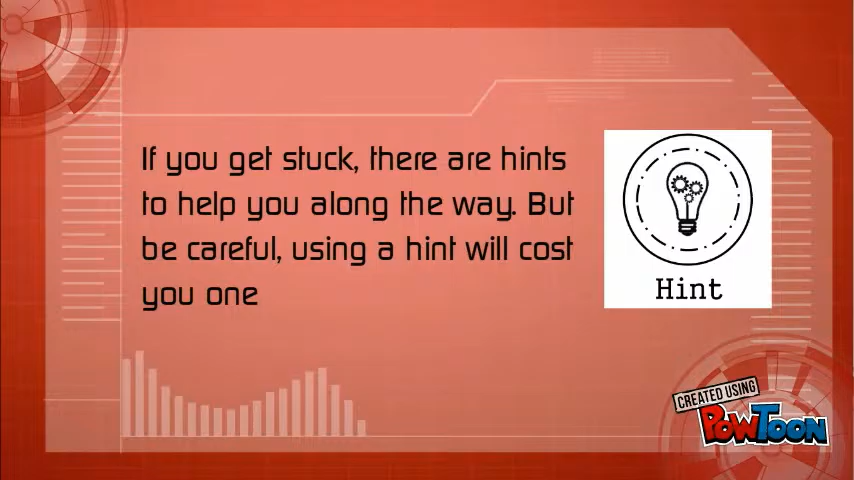 If you get stuck, there are hints
to help you along the way. But
be careful, using a hint will cost
you one
Hint
CREATED USING
POWTOON